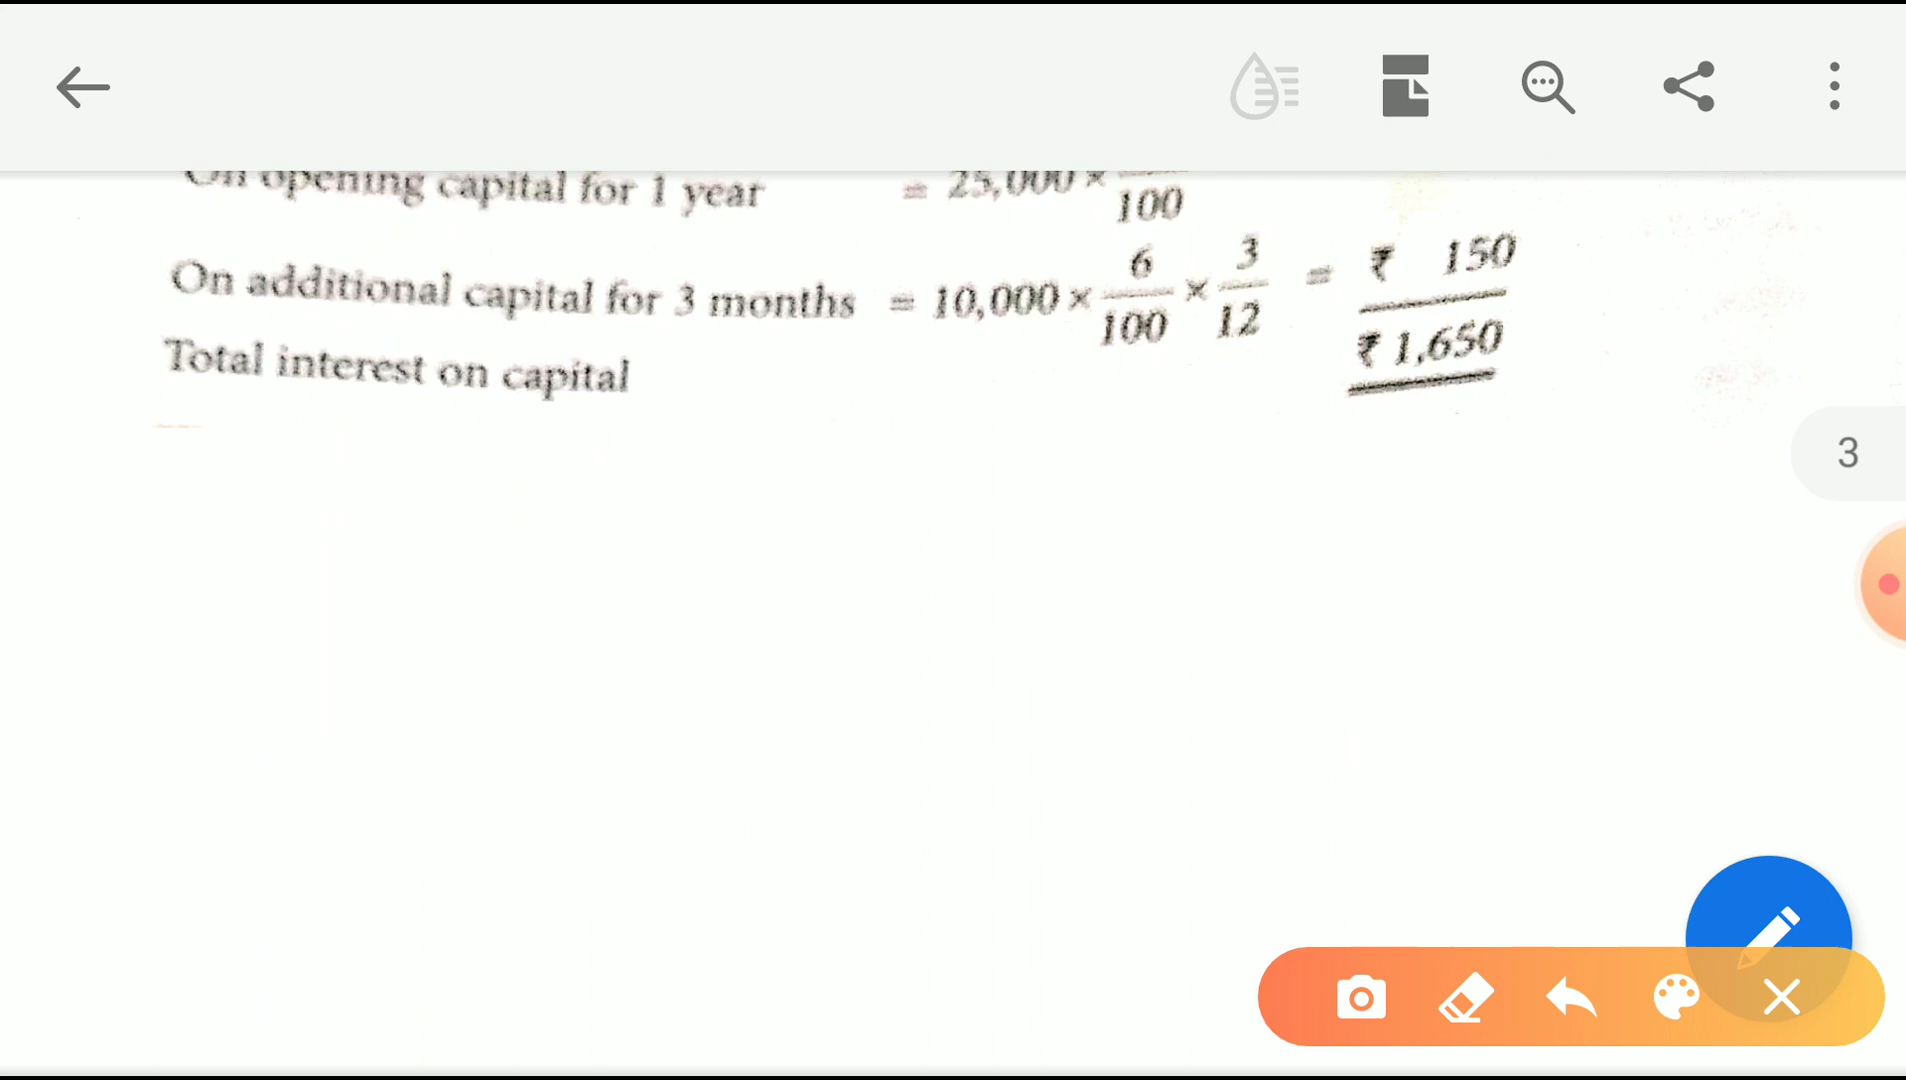 On opening capital for 1 year = 25,000 × 100
On additional capital for 3 months = 10,000 × 6/100 × 3/12 = ₹ 150
Total interest on capital ₹ 1,650
3